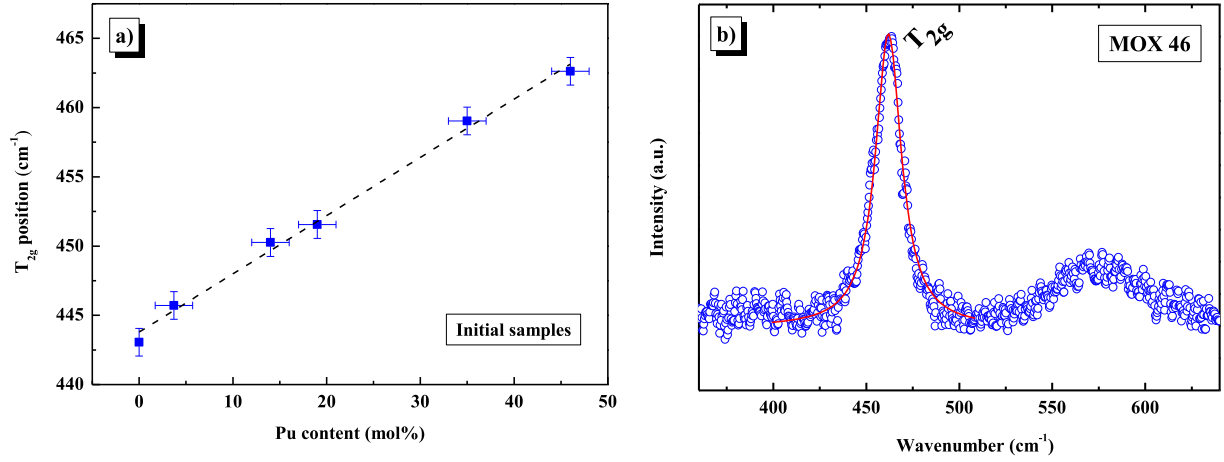 a)
465
460
455
450
445
440
T2g position (cm-1)
Initial samples
0
10
20
30
40
50
Pu content (mol%)
b)
T2g
MOX 46
Intensity (a.u.)
400
450
500
550
600
Wavenumber (cm-1)